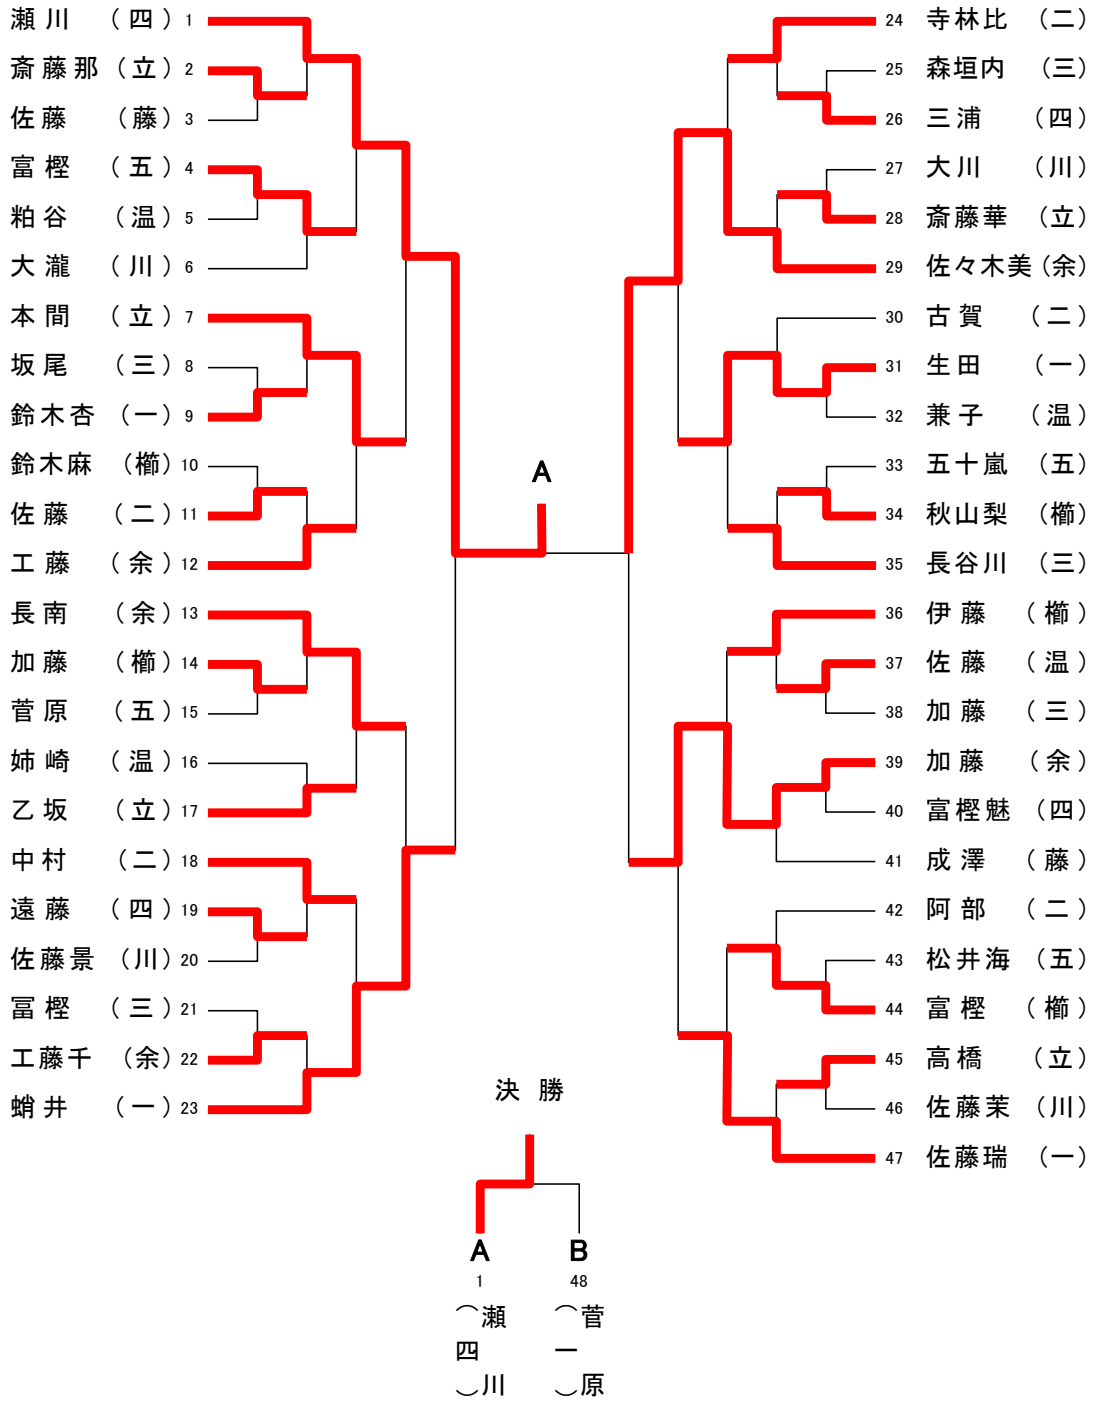 瀬川 （四） 1
斎藤那 （立） 2
佐藤 （藤） 3
富樫 （五） 4
粕谷 （温） 5
大瀧 （川） 6
本間 （立） 7
坂尾 （三） 8
鈴木杏 （一） 9
鈴木麻 （櫛） 10
佐藤 （二） 11
工藤 （余） 12
長南 （余） 13
加藤 （櫛） 14
菅原 （五） 15
姉崎 （温） 16
乙坂 （立） 17
中村 （二） 18
遠藤 （四） 19
佐藤景 （川） 20
冨樫 （三） 21
工藤千 （余） 22
蛸井 （一） 23
A
24 寺林比 （二）
25 森垣内 （三）
26 三浦 （四）
27 大川 （川）
28 斎藤華 （立）
29 佐々木美 （余）
30 古賀 （二）
31 生田 （一）
32 兼子 （温）
33 五十嵐 （五）
34 秋山梨 （櫛）
35 長谷川 （三）
36 伊藤 （櫛）
37 佐藤 （温）
38 加藤 （三）
39 加藤 （余）
40 富樫魅 （四）
41 成澤 （藤）
42 阿部 （二）
43 松井海 （五）
44 富樫 （櫛）
45 高橋 （立）
46 佐藤茉 （川）
47 佐藤瑞 （一）
決勝
A B
1 48
瀬川
（四）
菅原
（一）